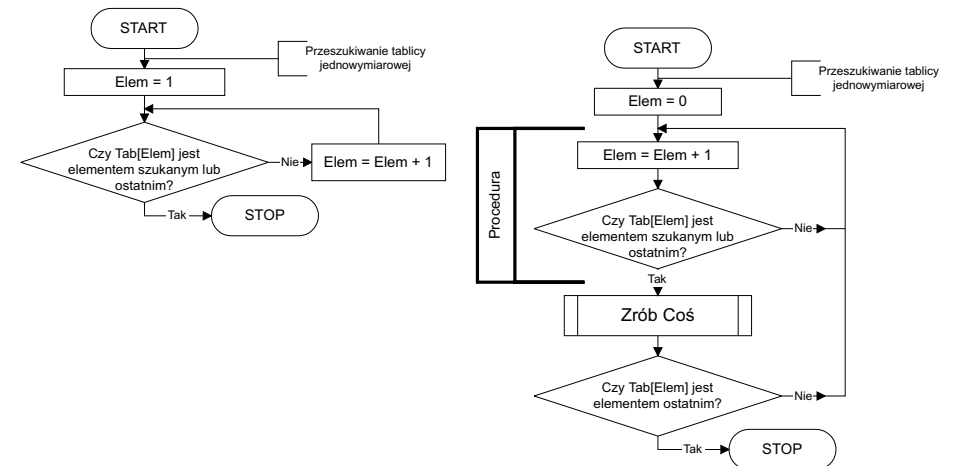 START
Przeszukiwanie tablicy
jednowymiarowej
Elem = 1
Czy Tab[Elem] jest
elementem szukanym lub
ostatnim?
Nie
Elem = Elem + 1
Tak
STOP
START
Przeszukiwanie tablicy
jednowymiarowej
Elem = 0
Procedura
Elem = Elem + 1
Czy Tab[Elem] jest
elementem szukanym lub
ostatnim?
Nie
Tak
Zrób Coś
Czy Tab[Elem] jest
elementem ostatnim?
Nie
Tak
STOP